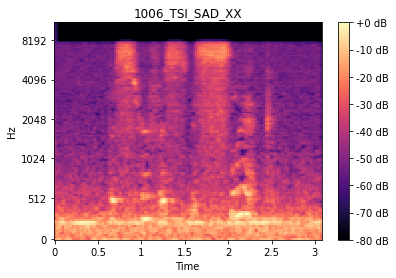 1006_TSI_SAD_XX
8192
4096
2048
1024
512
0
Hz
0
0.5
1
1.5
2
2.5
3
Time
+0 dB
-10 dB
-20 dB
-30 dB
-40 dB
-50 dB
-60 dB
-70 dB
-80 dB